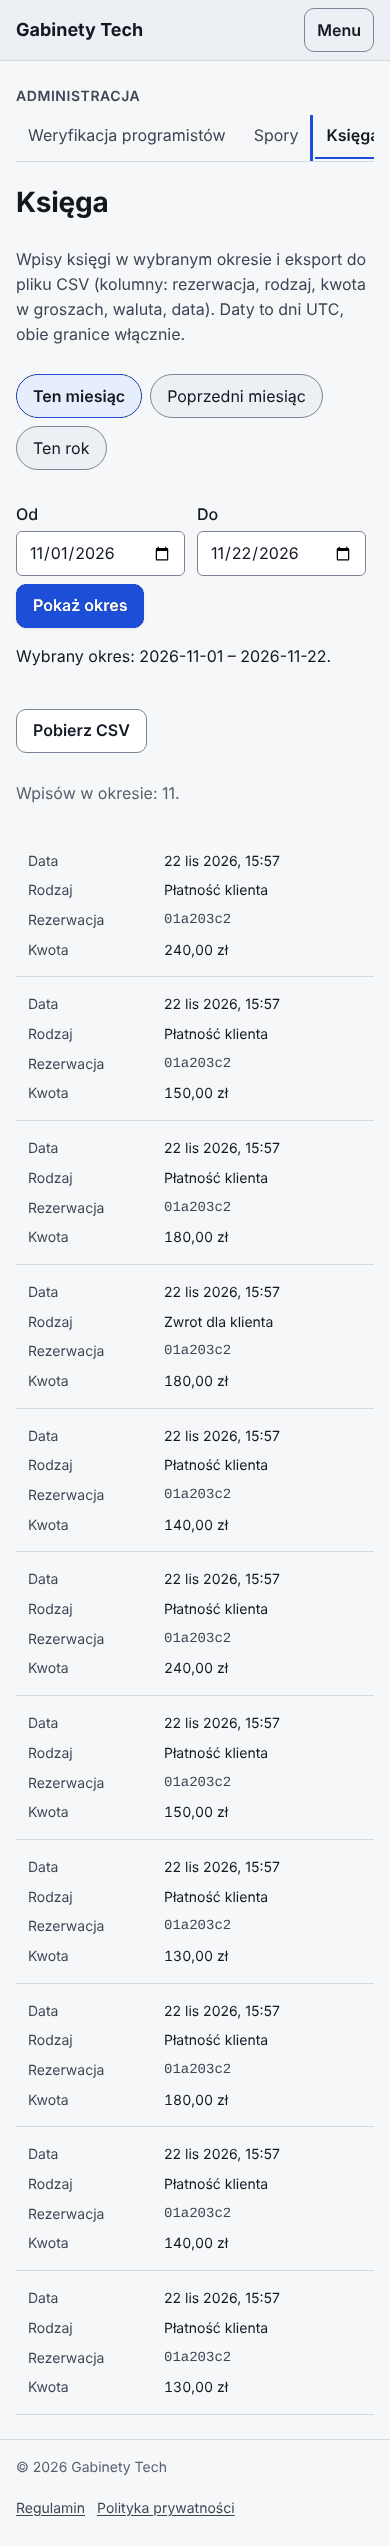 Gabinety Tech
Menu
ADMINISTRACJA
Weryfikacja programistów Spory Księga
Księga
Wpisy księgi w wybranym okresie i eksport do
pliku CSV (kolumny: rezerwacja, rodzaj, kwota
w groszach, waluta, data). Daty to dni UTC,
obie granice włącznie.
Ten miesiąc Poprzedni miesiąc
Ten rok
Od Do
11/01/2026 11/22/2026
Pokaż okres
Wybrany okres: 2026-11-01 – 2026-11-22.
Pobierz CSV
Wpisów w okresie: 11.
Data 22 lis 2026, 15:57
Rodzaj Płatność klienta
Rezerwacja 01a203c2
Kwota 240,00 zł
Data 22 lis 2026, 15:57
Rodzaj Płatność klienta
Rezerwacja 01a203c2
Kwota 150,00 zł
Data 22 lis 2026, 15:57
Rodzaj Płatność klienta
Rezerwacja 01a203c2
Kwota 180,00 zł
Data 22 lis 2026, 15:57
Rodzaj Zwrot dla klienta
Rezerwacja 01a203c2
Kwota 180,00 zł
Data 22 lis 2026, 15:57
Rodzaj Płatność klienta
Rezerwacja 01a203c2
Kwota 140,00 zł
Data 22 lis 2026, 15:57
Rodzaj Płatność klienta
Rezerwacja 01a203c2
Kwota 240,00 zł
Data 22 lis 2026, 15:57
Rodzaj Płatność klienta
Rezerwacja 01a203c2
Kwota 150,00 zł
Data 22 lis 2026, 15:57
Rodzaj Płatność klienta
Rezerwacja 01a203c2
Kwota 130,00 zł
Data 22 lis 2026, 15:57
Rodzaj Płatność klienta
Rezerwacja 01a203c2
Kwota 180,00 zł
Data 22 lis 2026, 15:57
Rodzaj Płatność klienta
Rezerwacja 01a203c2
Kwota 140,00 zł
Data 22 lis 2026, 15:57
Rodzaj Płatność klienta
Rezerwacja 01a203c2
Kwota 130,00 zł
© 2026 Gabinety Tech
Regulamin Polityka prywatności